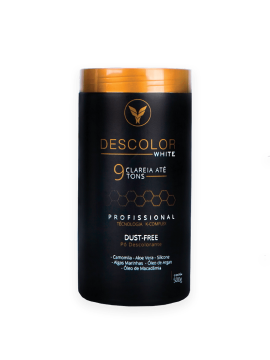 DESCOLOR
WHITE
9 CLAREIA ATÉ
TONS
PROFISSIONAL
DUST-FREE
Pó Descolorante
- Camomila - Aloe Vera - Silicone
- Algas Marinhas - Óleo de Argan
- Óleo de Macadâmia
500g